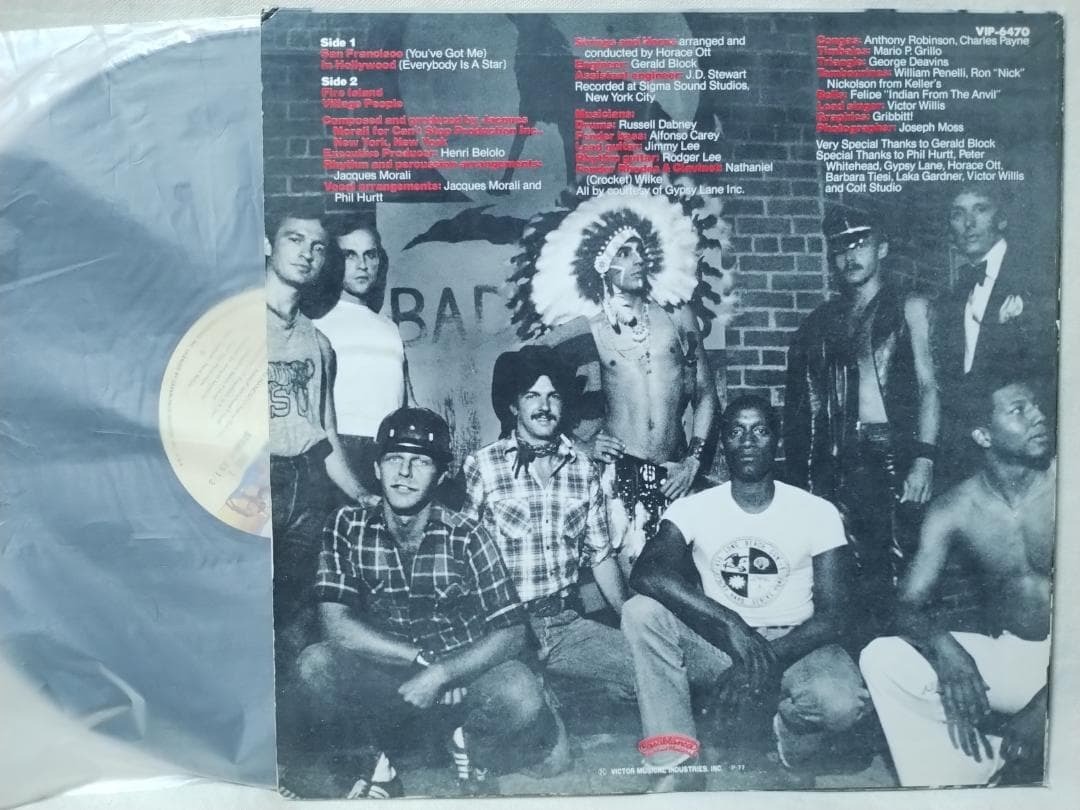 VIP-6470
Side 1
San Francisco (You've Got Me)
In Hollywood (Everybody Is A Star)
Side 2
Fire Island
Village People
Composed and produced by Jacques
Morali for Can't Stop Production Inc.,
New York, New York
Executive Producer: Henri Belolo
Rhythm and percussion arrangements:
Jacques Morali
Vocal arrangements: Jacques Morali and
Phil Hurtt
Strings and Horns arranged and
conducted by Horace Ott
Engineer: Gerald Block
Assistant engineer: J.D. Stewart
Recorded at Sigma Sound Studios,
New York City
Musicians:
Drums: Russell Dabney
Fender bass: Alfonso Carey
Lead guitar: Jimmy Lee
Rhythm guitar: Rodger Lee
Fender Rhodes & Clavinet: Nathaniel
(Crocket) Wilke
All by courtesy of Gypsy Lane Inc.
Congas: Anthony Robinson, Charles Payne
Timbales: Mario P. Grillo
Triangle: George Deavins
Tambourines: William Penelli, Ron "Nick"
Nickolson from Keller's
Bells: Felipe "Indian From The Anvil"
Lead singer: Victor Willis
Graphics: Gribbitt!
Photographer: Joseph Moss
Very Special Thanks to Gerald Block
Special Thanks to Phil Hurtt, Peter
Whitehead, Gypsy Lane, Horace Ott,
Barbara Tiesi, Laka Gardner, Victor Willis
and Colt Studio
BAD
Casablanca
VICTOR MUSICAL INDUSTRIES, INC. P-77